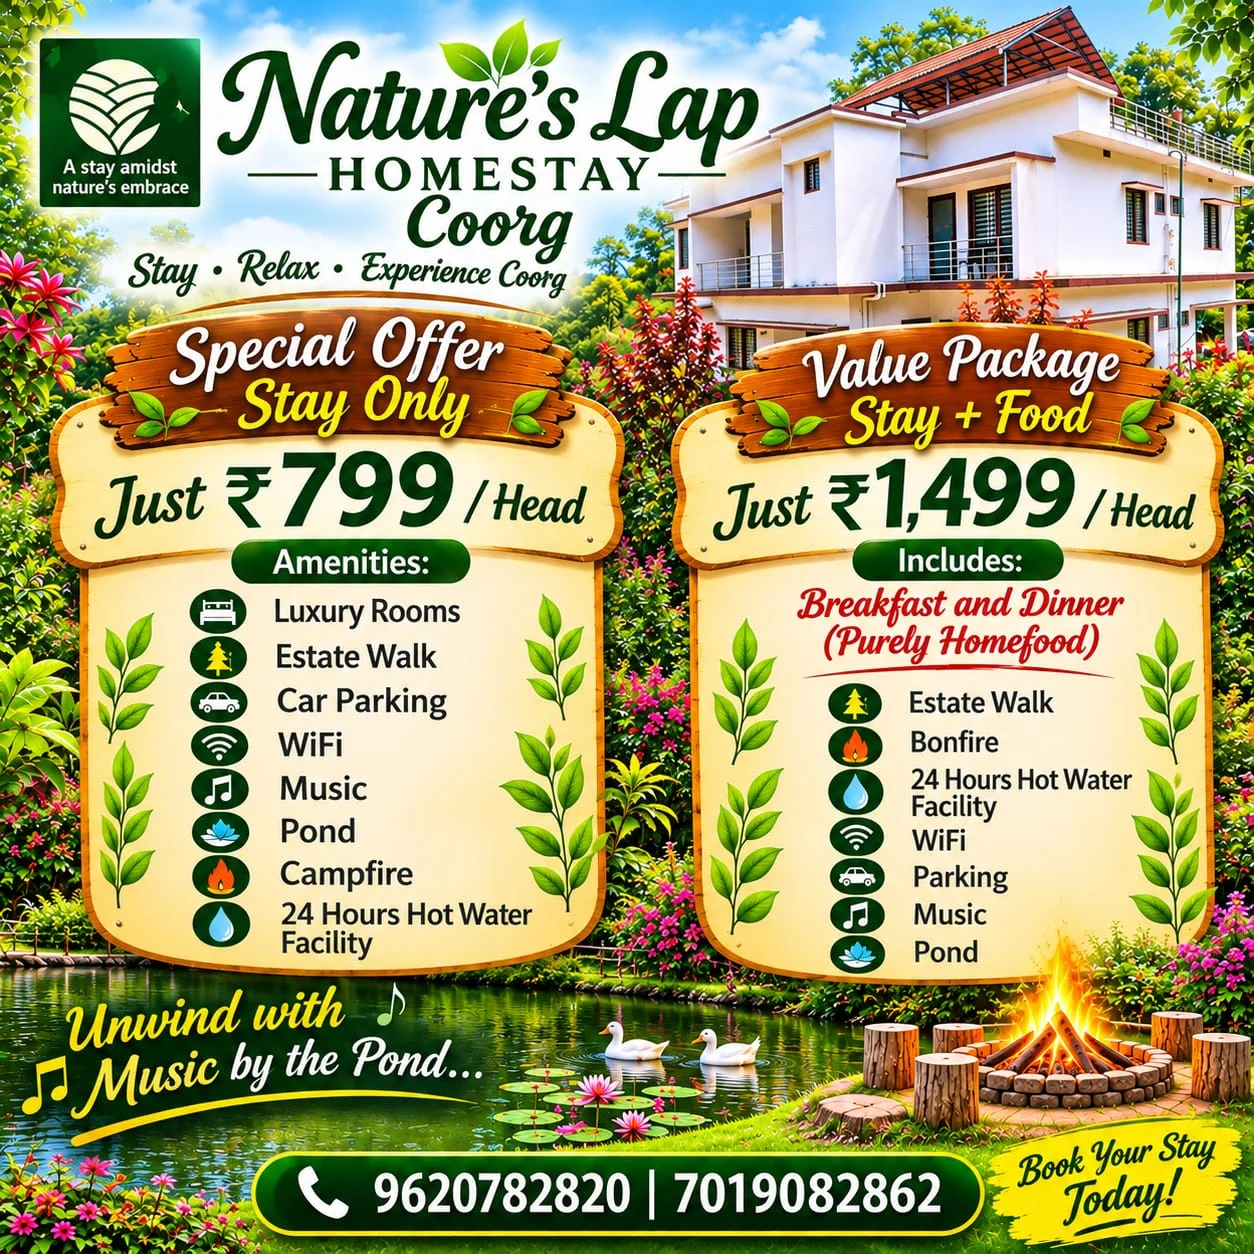 A stay amidst
nature's embrace
Nature's Lap
HOMESTAY
Coorg
Stay • Relax • Experience Coorg
Special Offer
Stay Only
Just ₹799 / Head
Amenities:
Luxury Rooms
Estate Walk
Car Parking
WiFi
Music
Pond
Campfire
24 Hours Hot Water
Facility
Value Package
Stay + Food
Just ₹1,499 / Head
Includes:
Breakfast and Dinner
(Purely Homefood)
Estate Walk
Bonfire
24 Hours Hot Water
Facility
WiFi
Parking
Music
Pond
Unwind with
Music by the Pond...
9620782820 | 7019082862
Book Your Stay
Today!